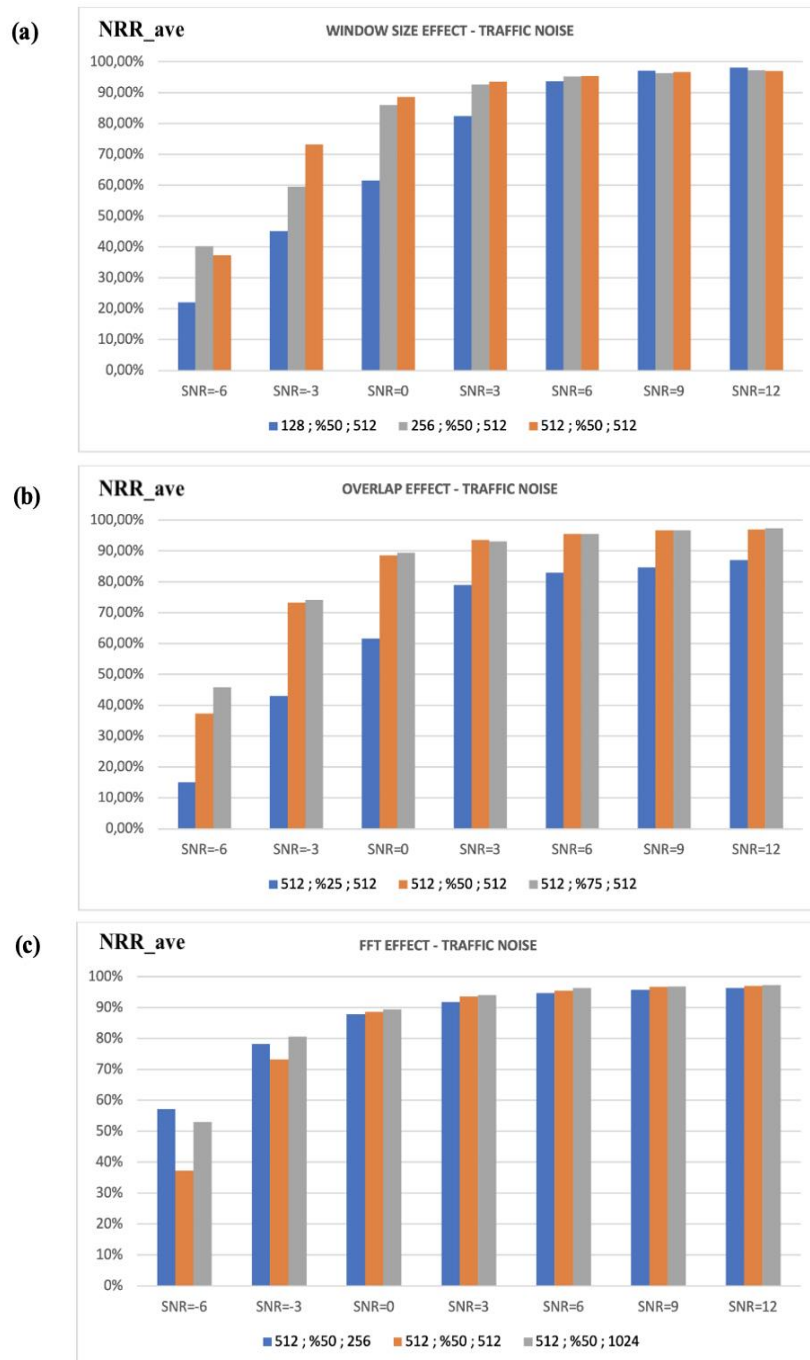 (a)
NRR_ave
WINDOW SIZE EFFECT - TRAFFIC NOISE
100,00%
90,00%
80,00%
70,00%
60,00%
50,00%
40,00%
30,00%
20,00%
10,00%
0,00%
SNR=-6 SNR=-3 SNR=0 SNR=3 SNR=6 SNR=9 SNR=12
128 ; %50 ; 512 256 ; %50 ; 512 512 ; %50 ; 512
(b)
NRR_ave
OVERLAP EFFECT - TRAFFIC NOISE
100,00%
90,00%
80,00%
70,00%
60,00%
50,00%
40,00%
30,00%
20,00%
10,00%
0,00%
SNR=-6 SNR=-3 SNR=0 SNR=3 SNR=6 SNR=9 SNR=12
512 ; %25 ; 512 512 ; %50 ; 512 512 ; %75 ; 512
(c)
NRR_ave
FFT EFFECT - TRAFFIC NOISE
100%
90%
80%
70%
60%
50%
40%
30%
20%
10%
0%
SNR=-6 SNR=-3 SNR=0 SNR=3 SNR=6 SNR=9 SNR=12
512 ; %50 ; 256 512 ; %50 ; 512 512 ; %50 ; 1024